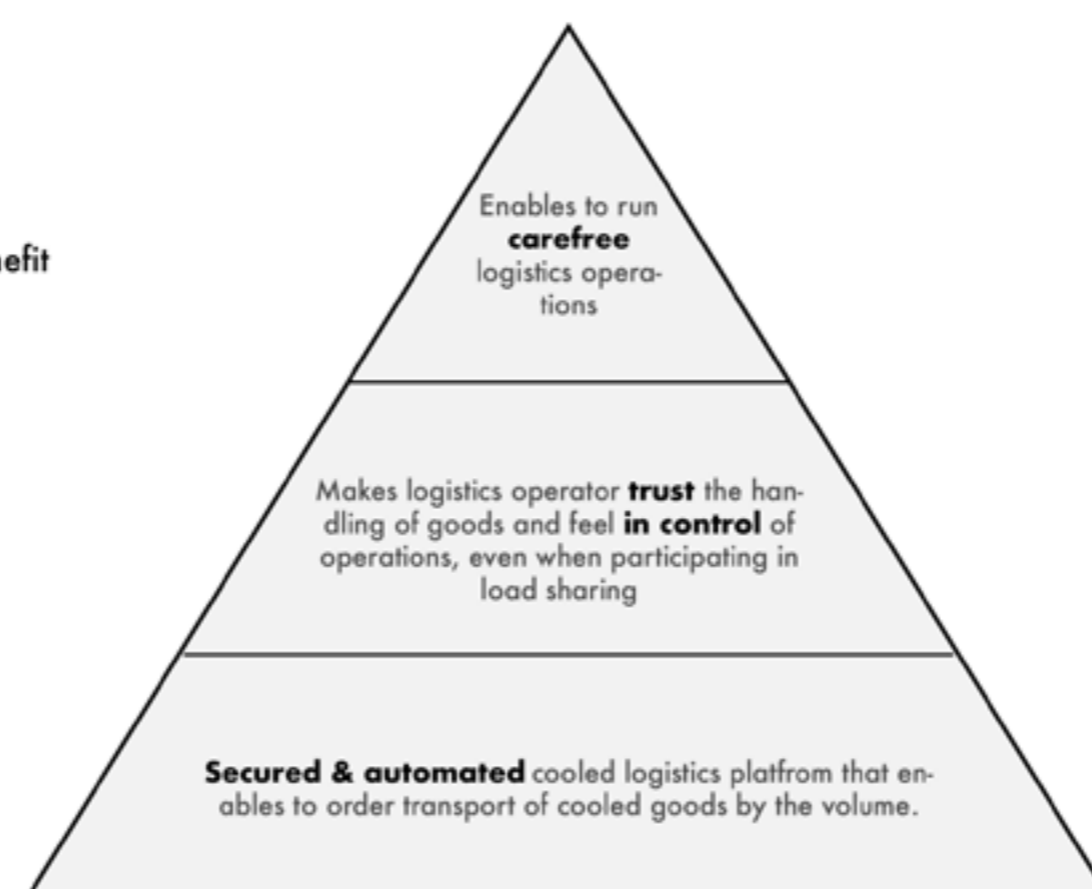 Enables to run
carefree
logistics opera-
tions
efit
Makes logistics operator trust the han-
dling of goods and feel in control of
operations, even when participating in
load sharing
Secured & automated cooled logistics platfrom that en-
ables to order transport of cooled goods by the volume.